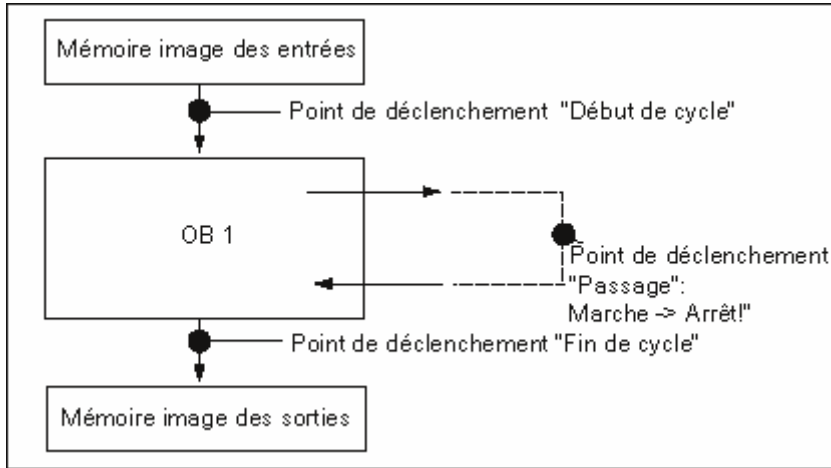 Mémoire image des entrées
Point de déclenchement "Début de cycle"
OB 1
Point de déclenchement
"Passage":
Marche -> Arrêt!"
Point de déclenchement "Fin de cycle"
Mémoire image des sorties